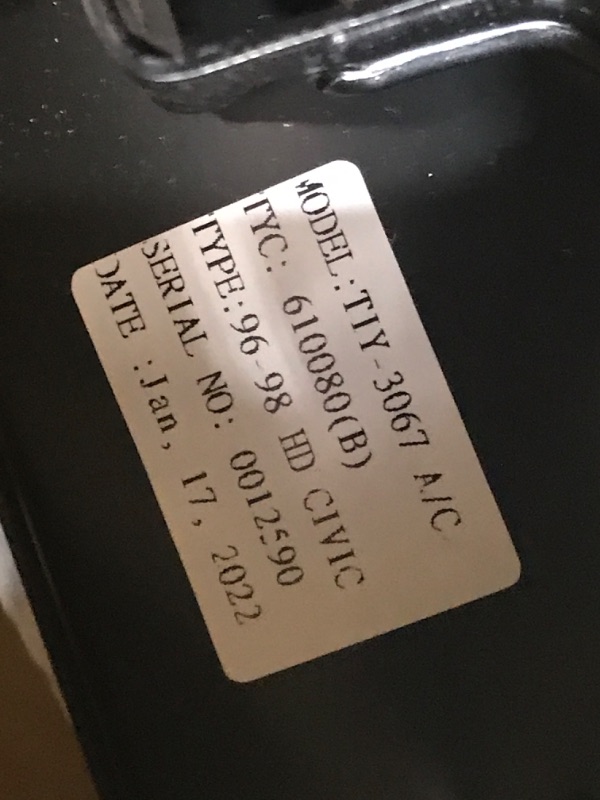 MODEL:TIY-3067 A/C
TYC: 610080(B)
TYPE:96-98 HD CIVIC
SERIAL NO: 0012590
DATE :Jan, 17, 2022